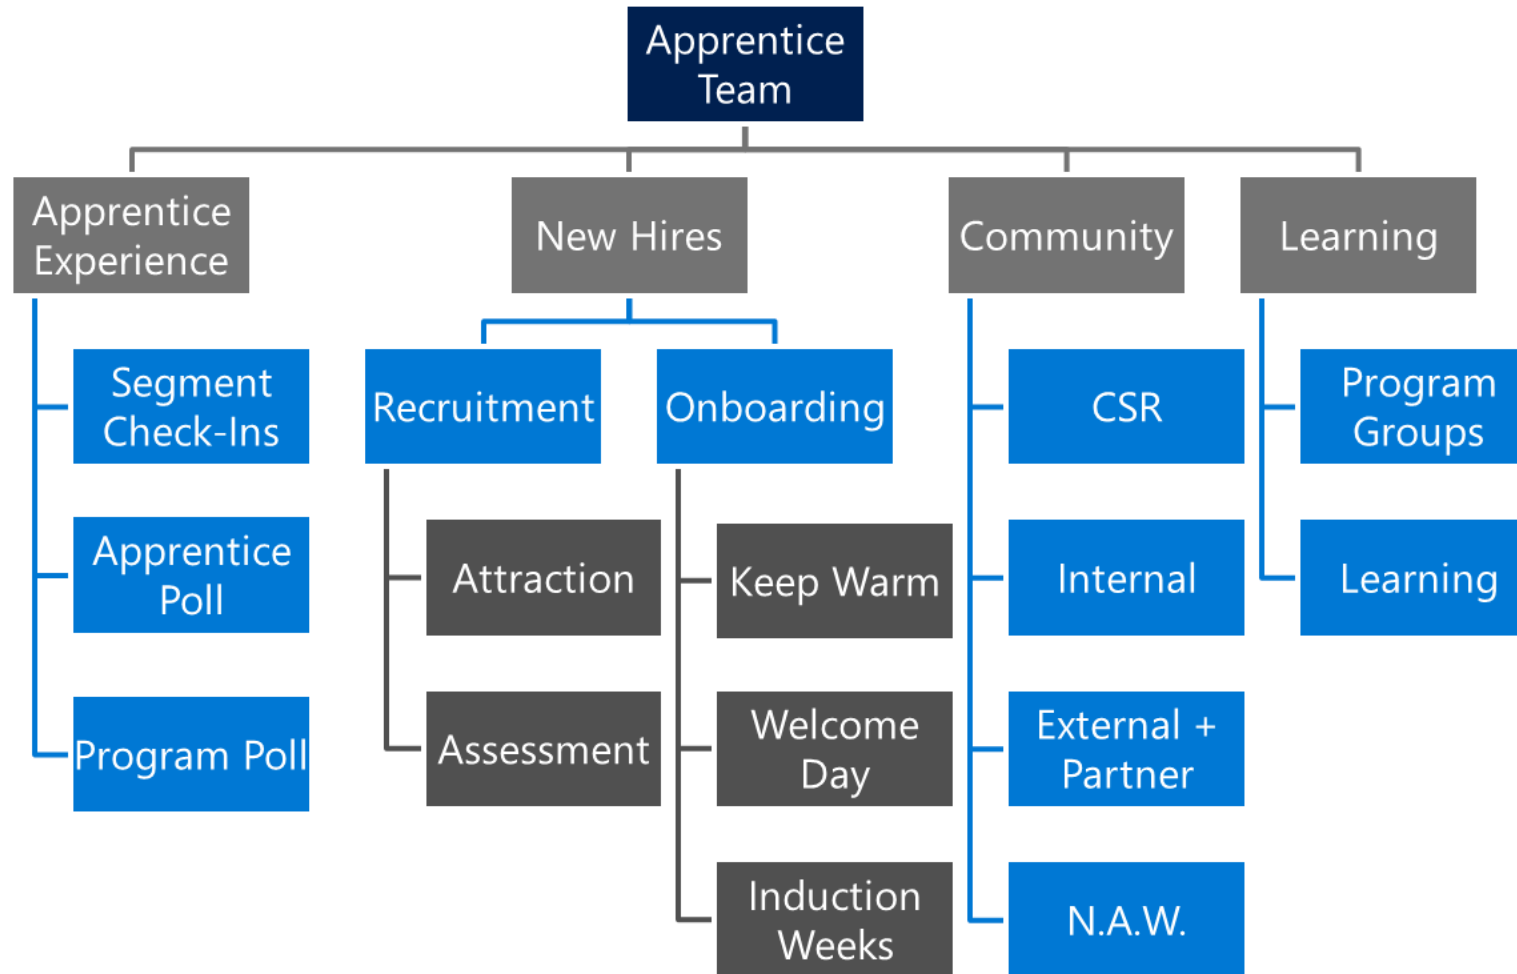 Apprentice
Team
Apprentice
Experience
New Hires
Community
Learning
Segment
Check-Ins
Recruitment
Onboarding
CSR
Program
Groups
Apprentice
Poll
Attraction
Keep Warm
Internal
Learning
Program Poll
Assessment
Welcome
Day
External +
Partner
Induction
Weeks
N.A.W.